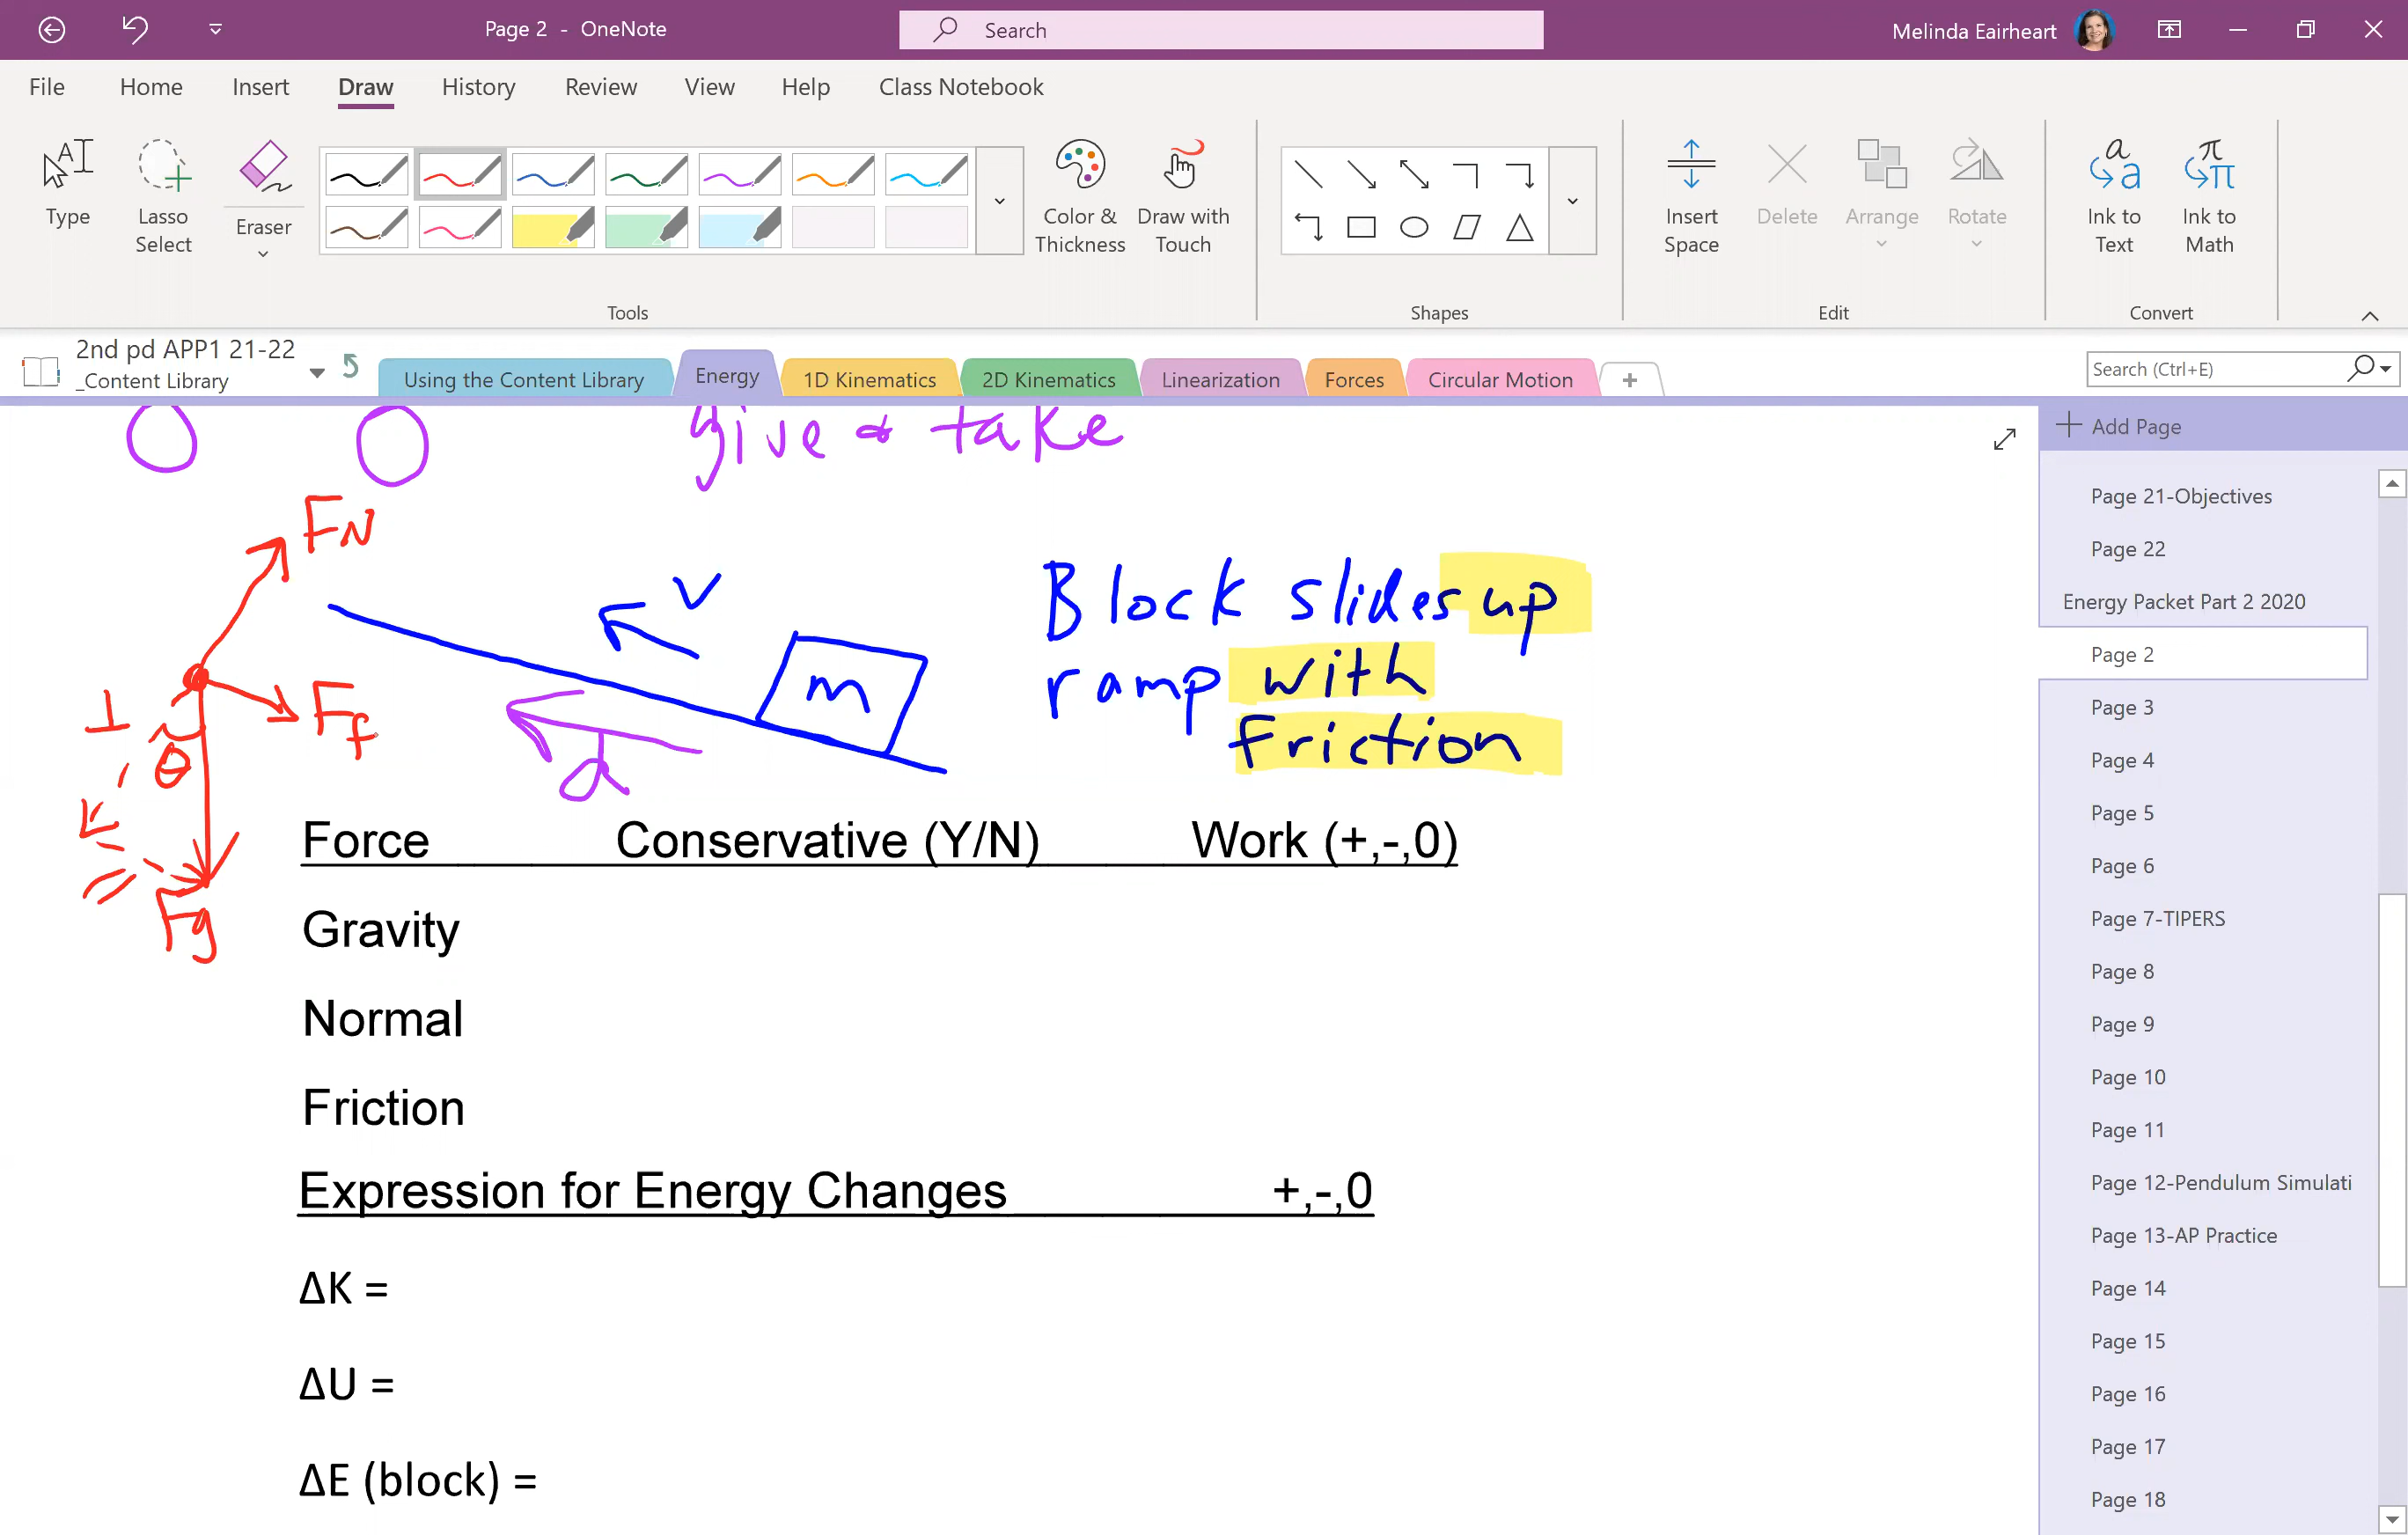 Page 2 - OneNote
Search
Melinda Eairheart
File Home Insert Draw History Review View Help Class Notebook
Type
Lasso Select
Eraser
Color & Thickness
Draw with Touch
Insert Space
Delete
Arrange
Rotate
a a
Ink to Text
π π
Ink to Math
Tools
Shapes
Edit
Convert
2nd pd APP1 21-22
_Content Library
Using the Content Library
Energy
1D Kinematics
2D Kinematics
Linearization
Forces
Circular Motion
Search (Ctrl+E)
give & take
FN
Ff
⊥
θ
=
Fg
v
m
d
Block slides up
ramp with
friction
Force Conservative (Y/N) Work (+,-,0)
Gravity
Normal
Friction
Expression for Energy Changes +,-,0
ΔK =
ΔU =
ΔE (block) =
Add Page
Page 21-Objectives
Page 22
Energy Packet Part 2 2020
Page 2
Page 3
Page 4
Page 5
Page 6
Page 7-TIPERS
Page 8
Page 9
Page 10
Page 11
Page 12-Pendulum Simulati
Page 13-AP Practice
Page 14
Page 15
Page 16
Page 17
Page 18